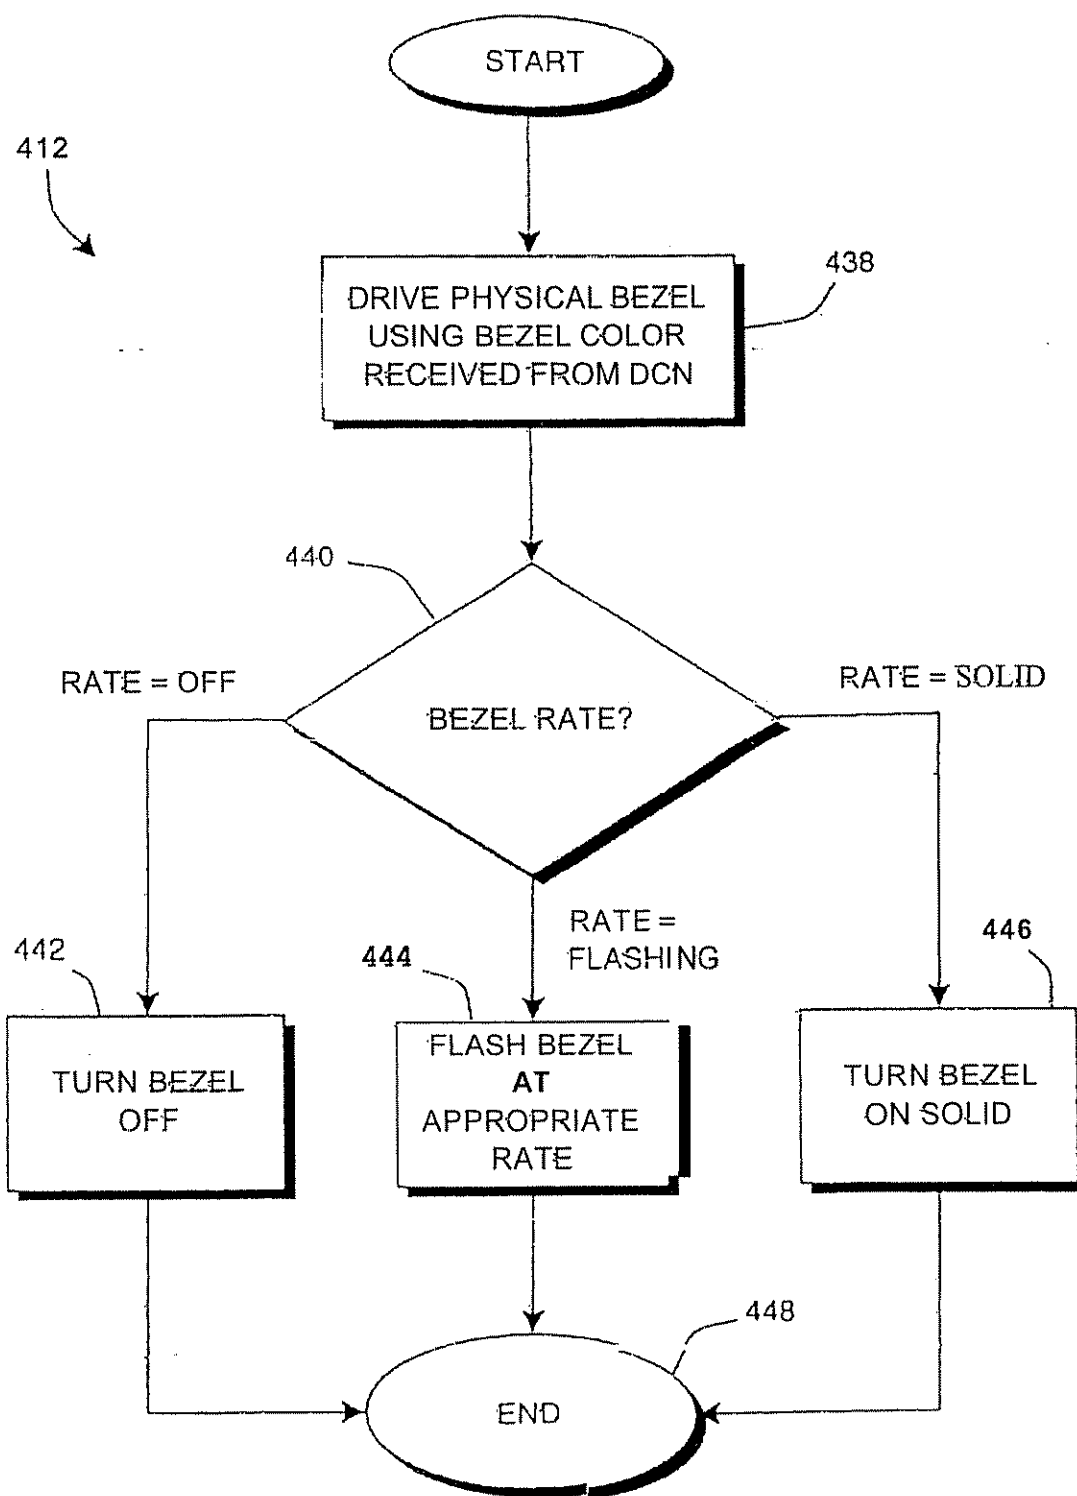 START
412
438
DRIVE PHYSICAL BEZEL
USING BEZEL COLOR
RECEIVED FROM DCN
440
RATE = OFF
BEZEL RATE?
RATE = SOLID
RATE =
FLASHING
442
444
446
TURN BEZEL
OFF
FLASH BEZEL
AT
APPROPRIATE
RATE
TURN BEZEL
ON SOLID
448
END